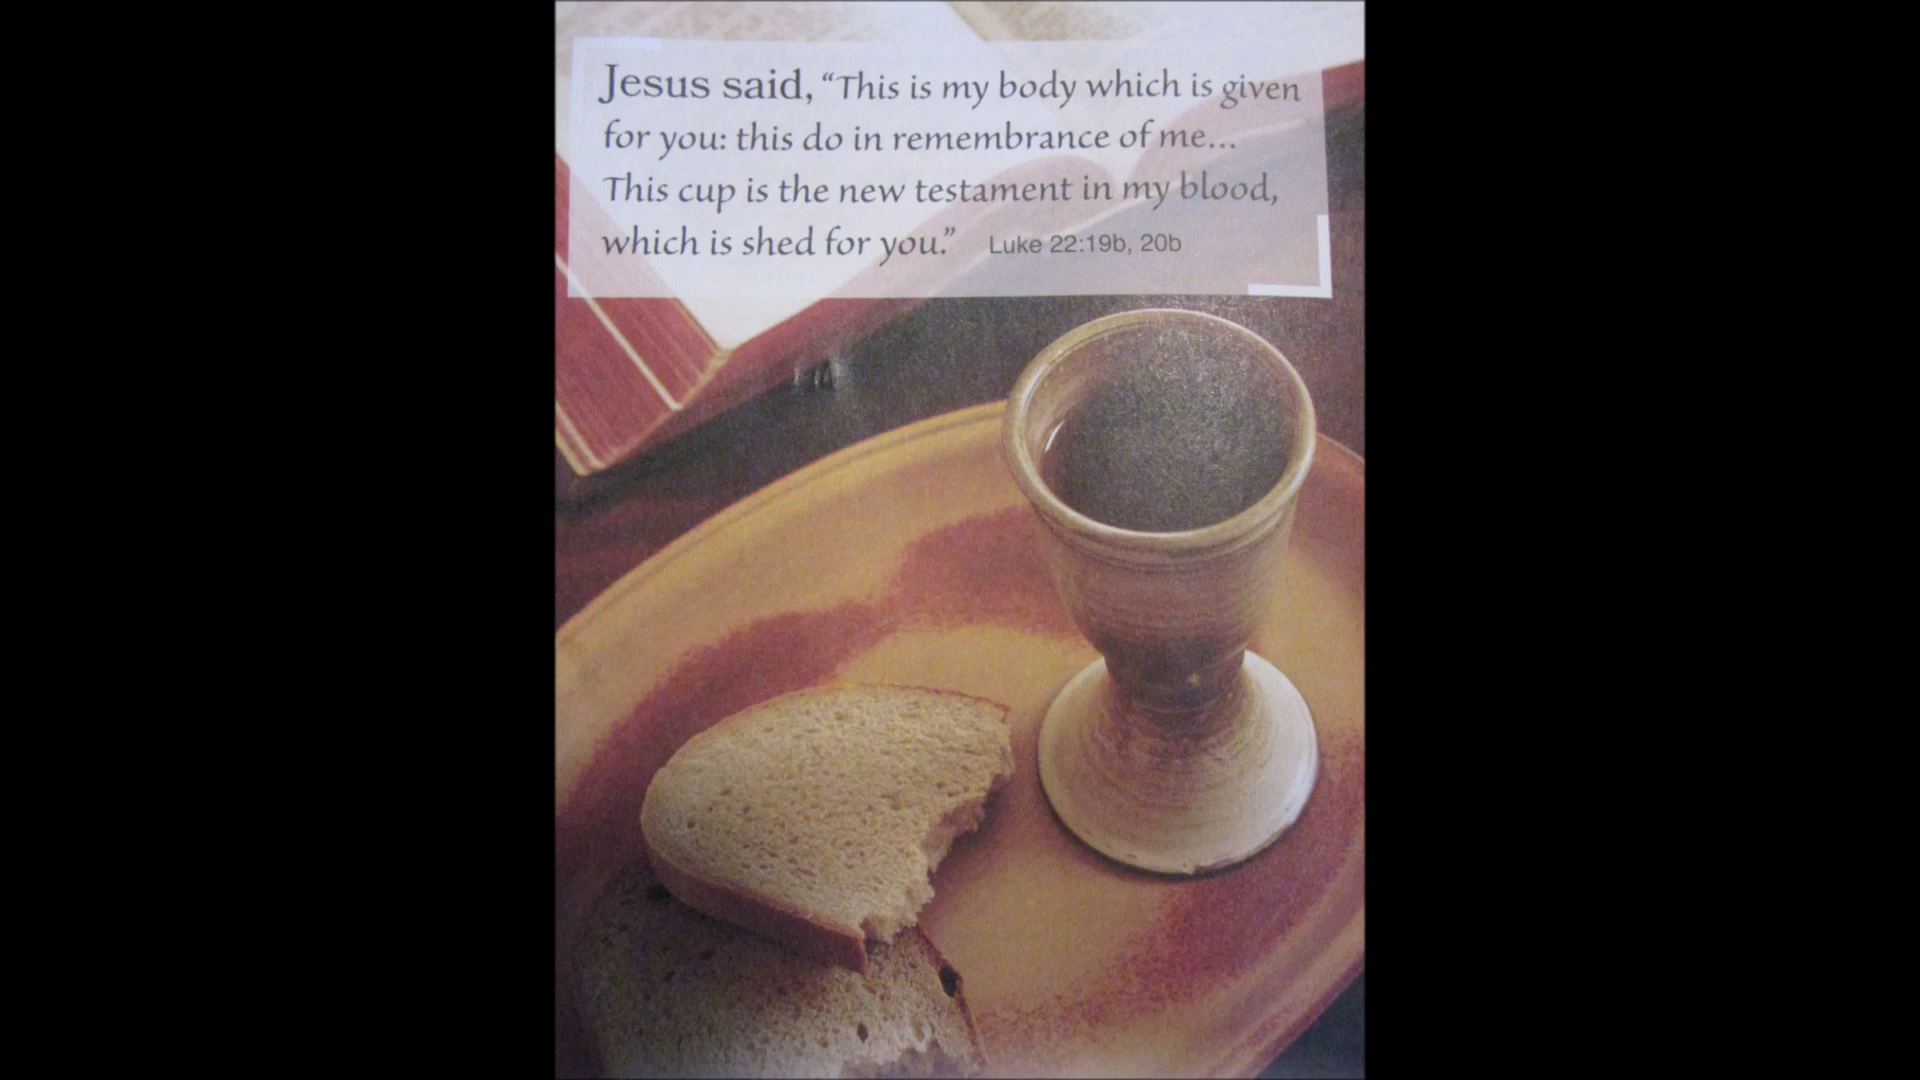 Jesus said, “This is my body which is given
for you: this do in remembrance of me...
This cup is the new testament in my blood,
which is shed for you.” Luke 22:19b, 20b